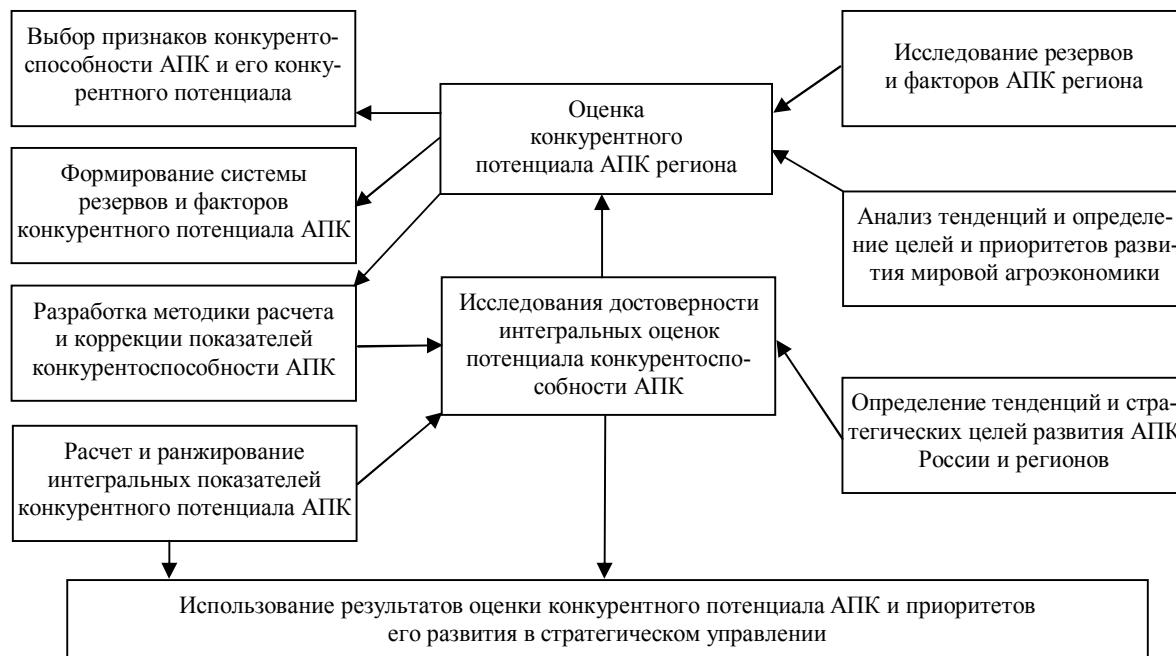 Выбор признаков конкуренто-
способности АПК и его конку-
рентного потенциала
Формирование системы
резервов и факторов
конкурентного потенциала АПК
Разработка методики расчета
и коррекции показателей
конкурентоспособности АПК
Расчет и ранжирование
интегральных показателей
конкурентного потенциала АПК
Оценка
конкурентного
потенциала АПК региона
Исследования достоверности
интегральных оценок
потенциала конкурентоспо-
собности АПК
Исследование резервов
и факторов АПК региона
Анализ тенденций и определе-
ние целей и приоритетов разви-
тия мировой агроэкономики
Определение тенденций и стра-
тегических целей развития АПК
России и регионов
Использование результатов оценки конкурентного потенциала АПК и приоритетов
его развития в стратегическом управлении